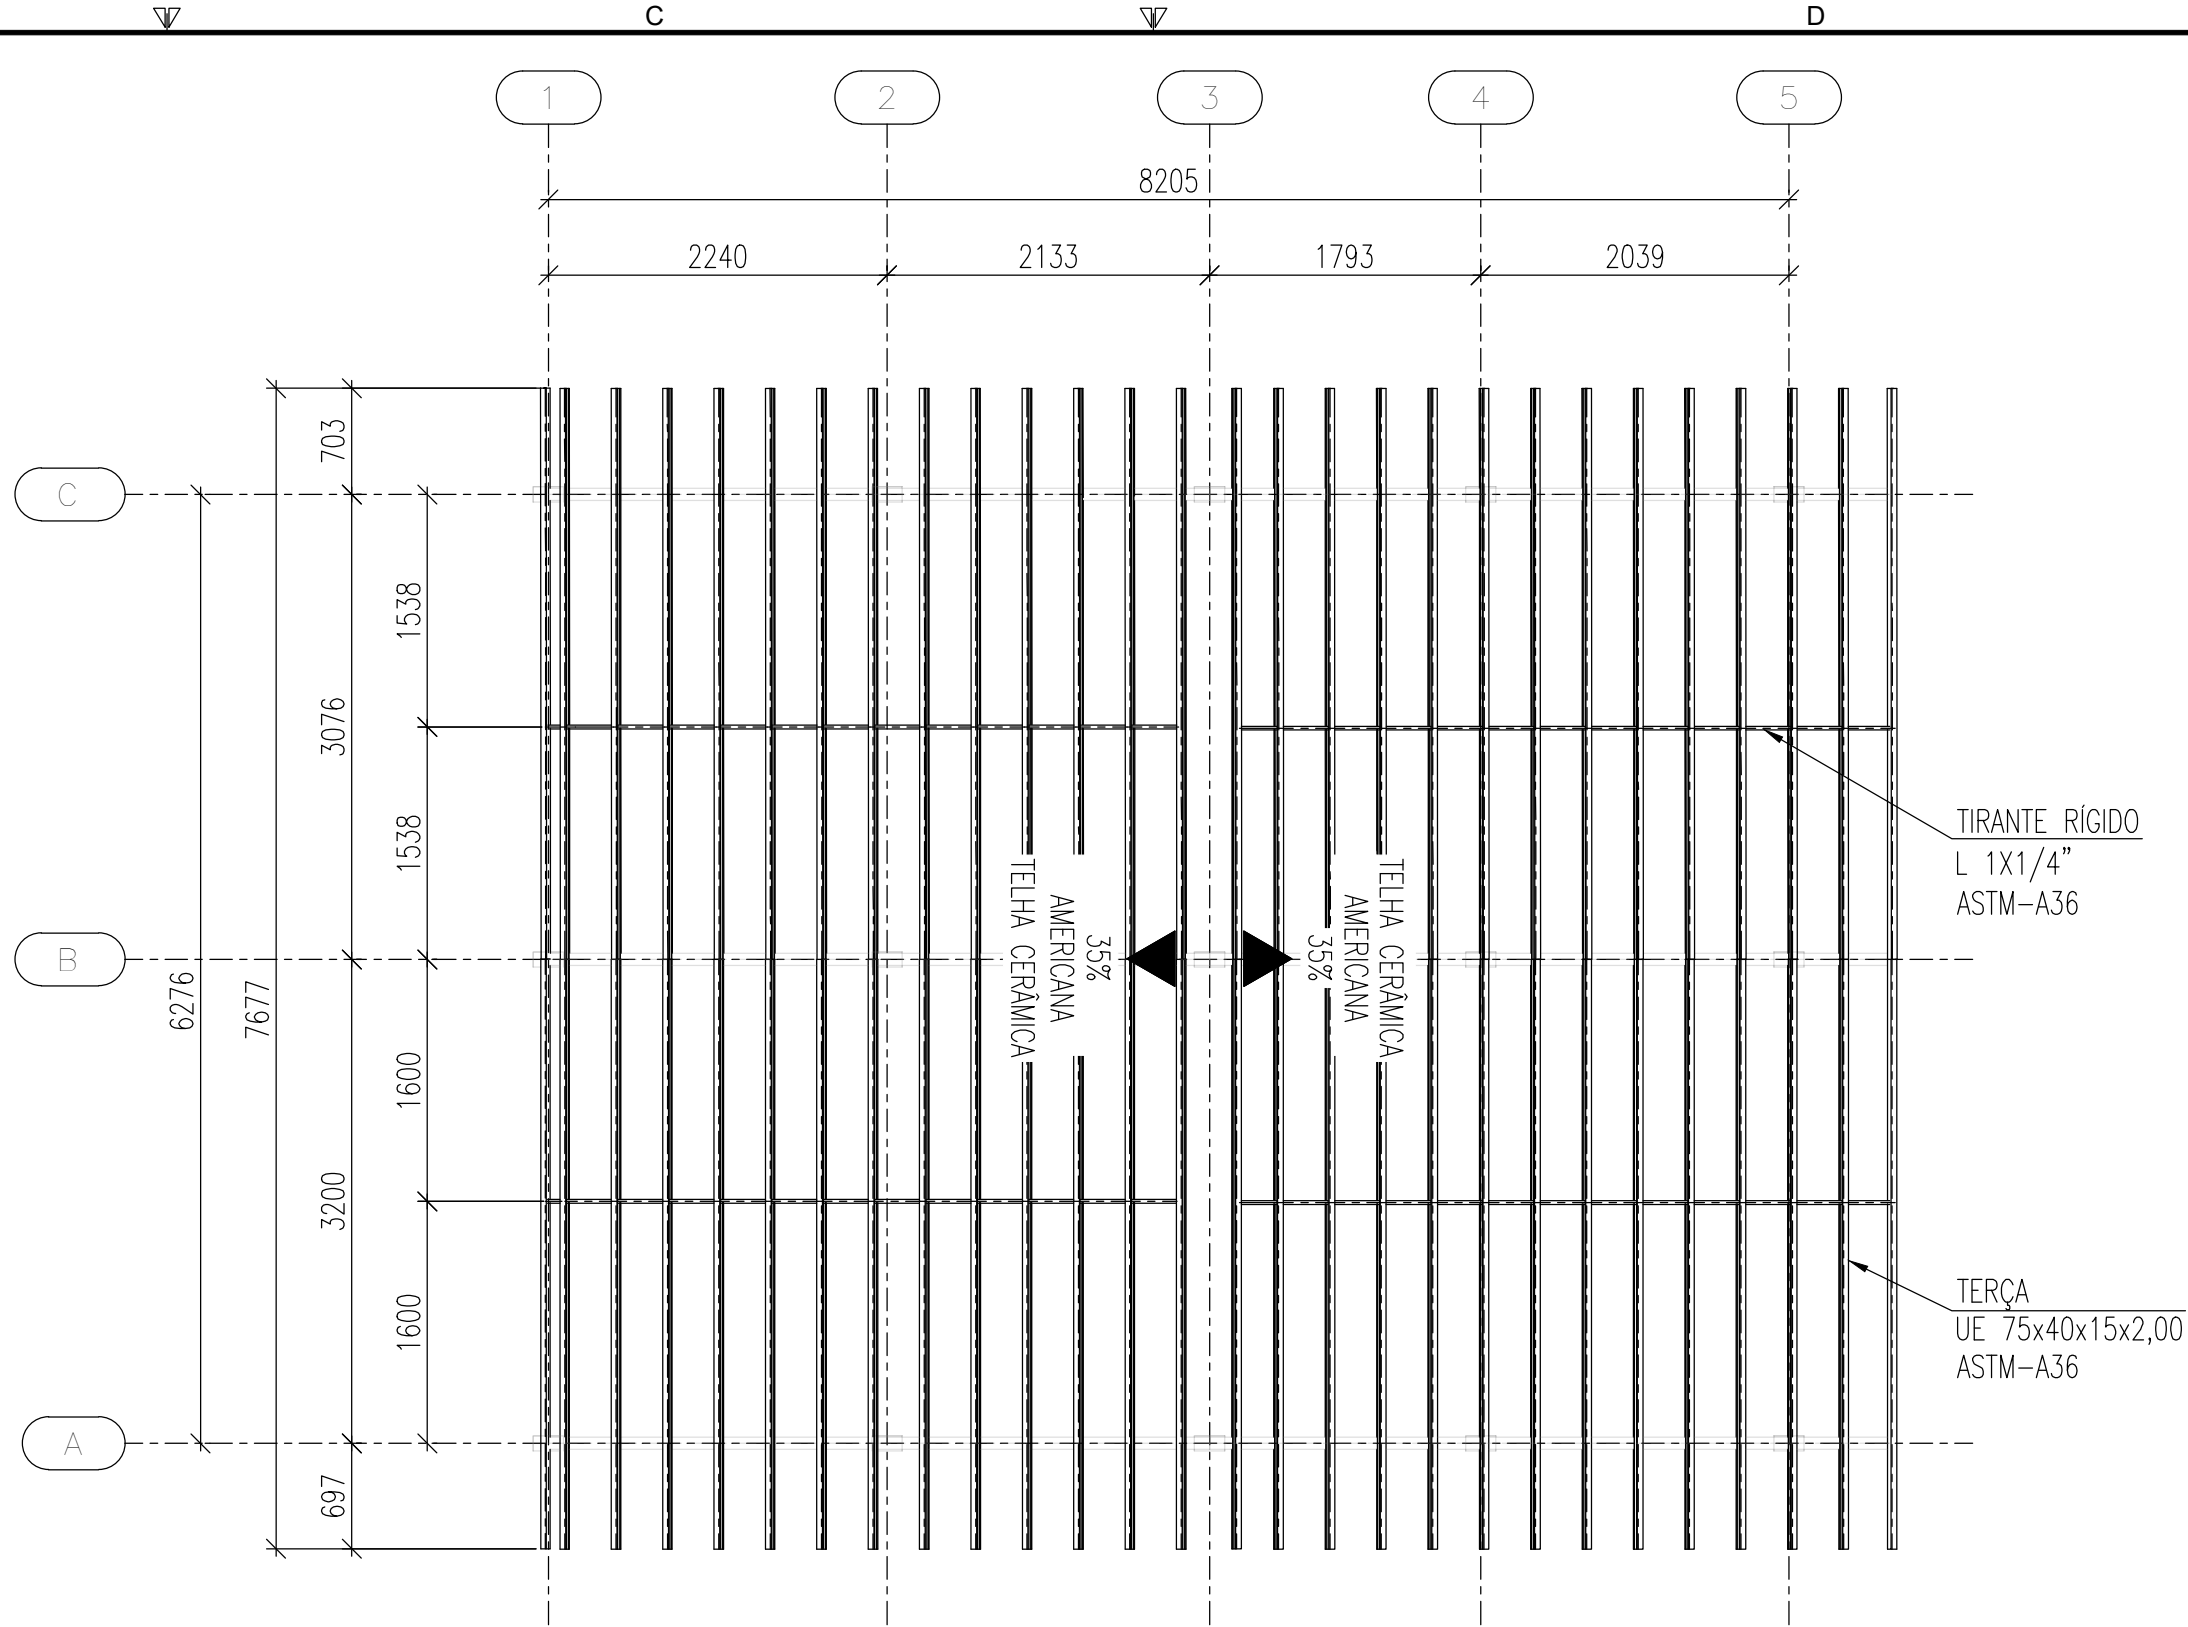 C
D
1
2
3
4
5
8205
2240
2133
1793
2039
703
C
1538
3076
1538
TIRANTE RÍGIDO
L 1X1/4”
ASTM-A36
TELHA CERÂMICA
AMERICANA
35%
35%
AMERICANA
TELHA CERÂMICA
B
6276
7677
1600
3200
1600
TERÇA
UE 75x40x15x2,00
ASTM-A36
A
697